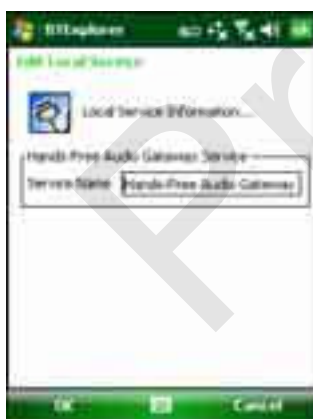 BTExplorer
Edit Local Service
Local Service Information...
Hands-Free Audio Gateway Service
Service Name Hands-Free Audio Gateway
OK Cancel